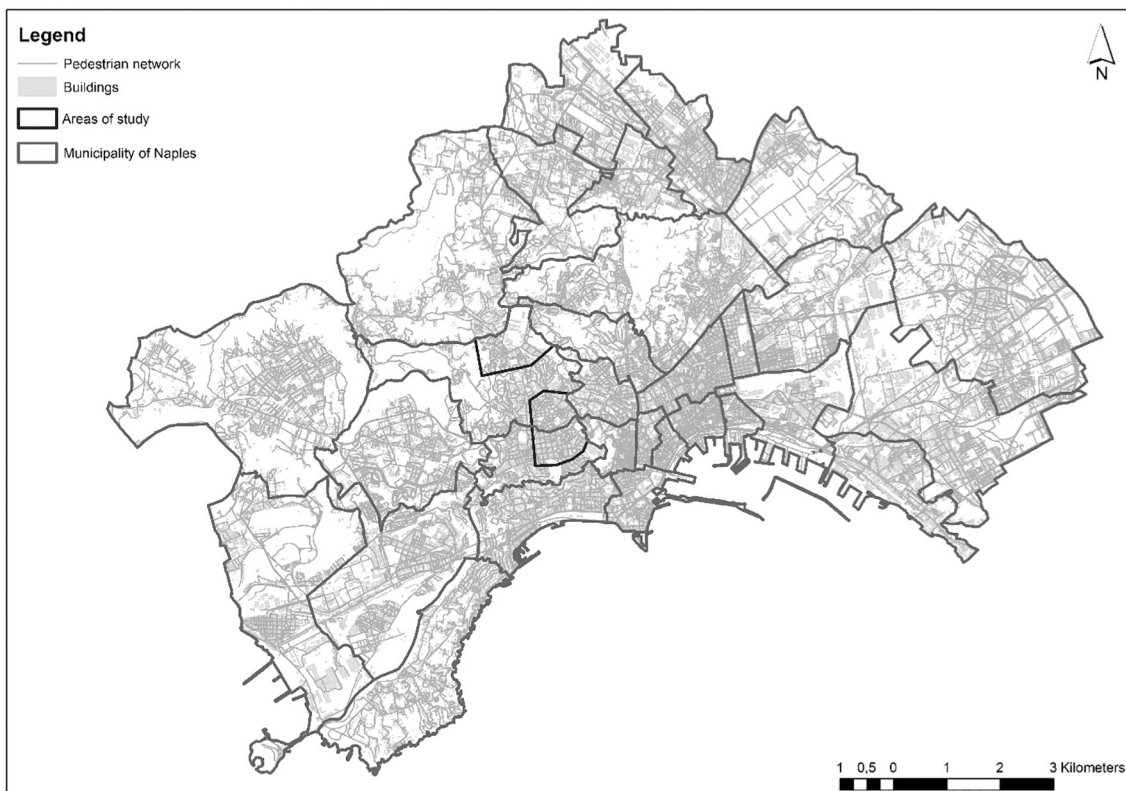 Legend
Pedestrian network
Buildings
Areas of study
Municipality of Naples
N
1 0,5 0 1 2 3 Kilometers